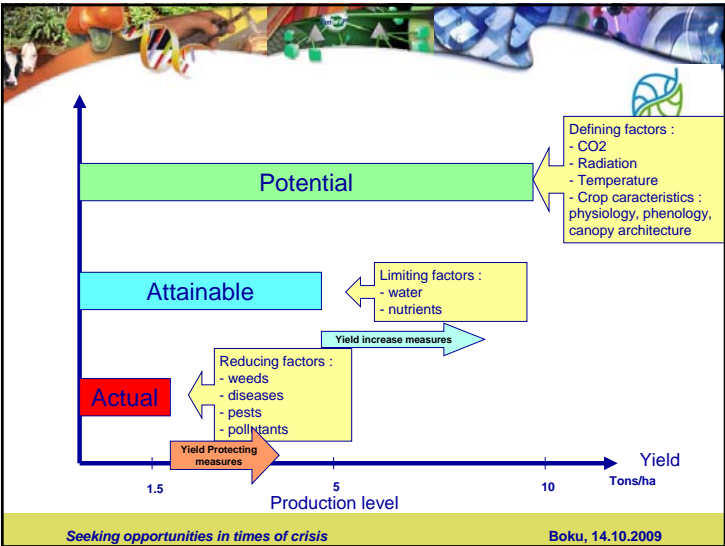 Defining factors :
- CO2
- Radiation
- Temperature
- Crop caracteristics :
physiology, phenology,
canopy architecture
Potential
Limiting factors :
- water
- nutrients
Attainable
Yield increase measures
Reducing factors :
- weeds
- diseases
- pests
- pollutants
Actual
Yield Protecting
measures
Yield
Tons/ha
1.5
5
10
Production level
Seeking opportunities in times of crisis
Boku, 14.10.2009